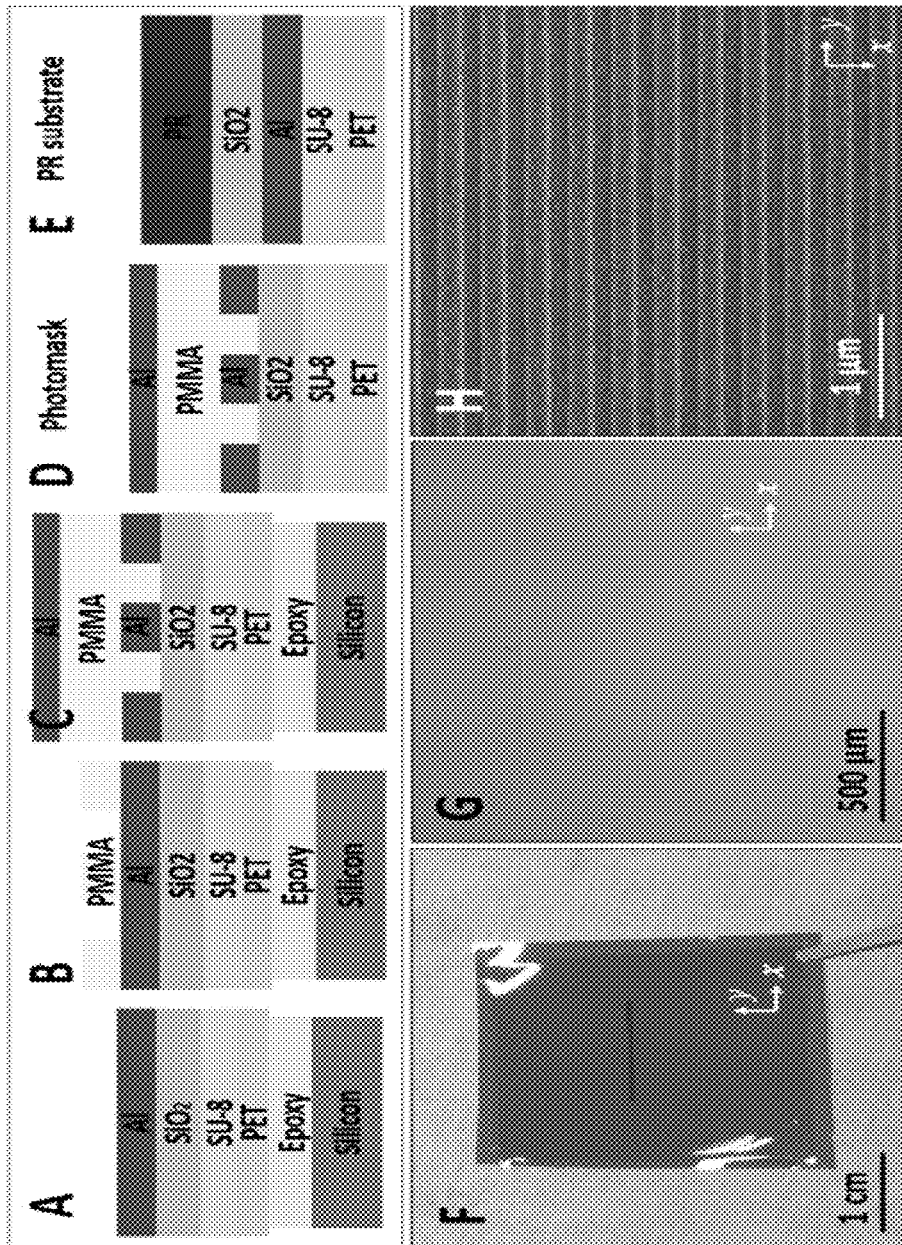 A
Al
SiO₂
SU-8
PET
Epoxy
Silicon
B
PMMA
Al
SiO2
SU-8
PET
Epoxy
Silicon
C
Al
PMMA
Al
SiO2
SU-8
PET
Epoxy
Silicon
D Photomask
Al
PMMA
Al
SiO2
SU-8
PET
E PR substrate
PR
SiO2
Al
SU-8
PET
F
1 cm
y
x
G
500 μm
y
x
H
1 μm
y
x